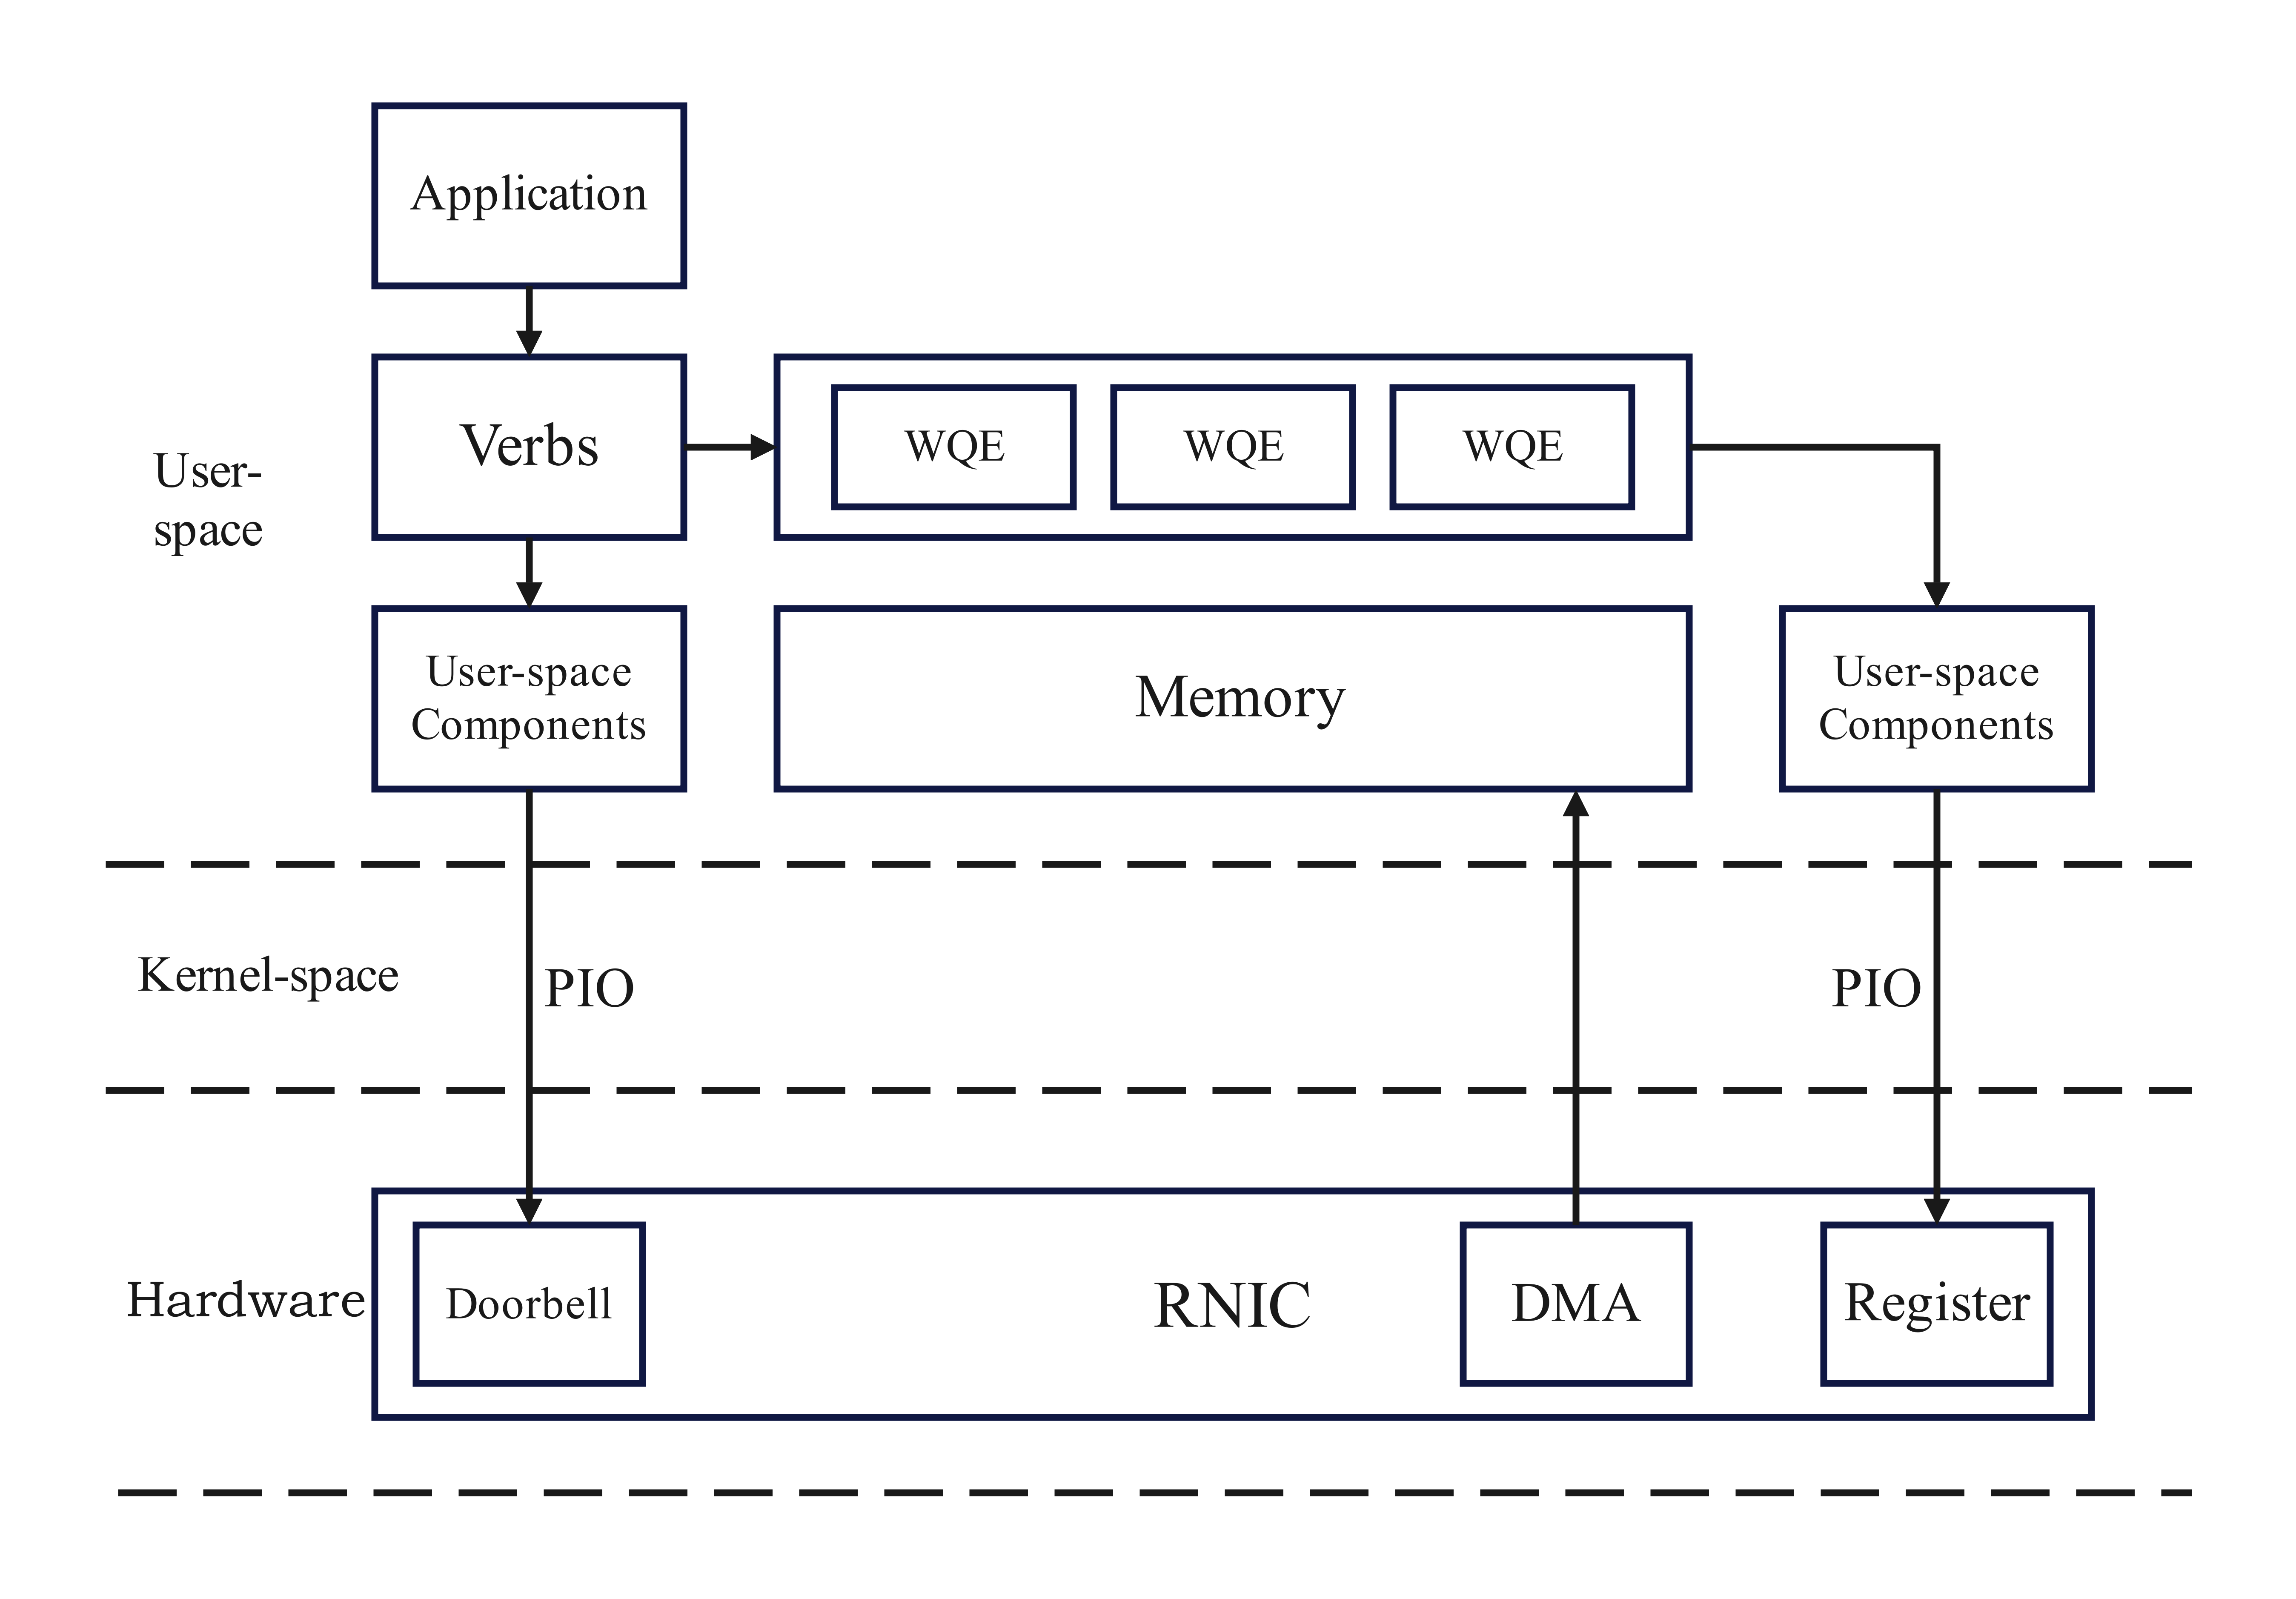 Application
Verbs
WQE
WQE
WQE
User-
space
User-space
Components
Memory
User-space
Components
Kernel-space
PIO
PIO
Hardware
Doorbell
RNIC
DMA
Register